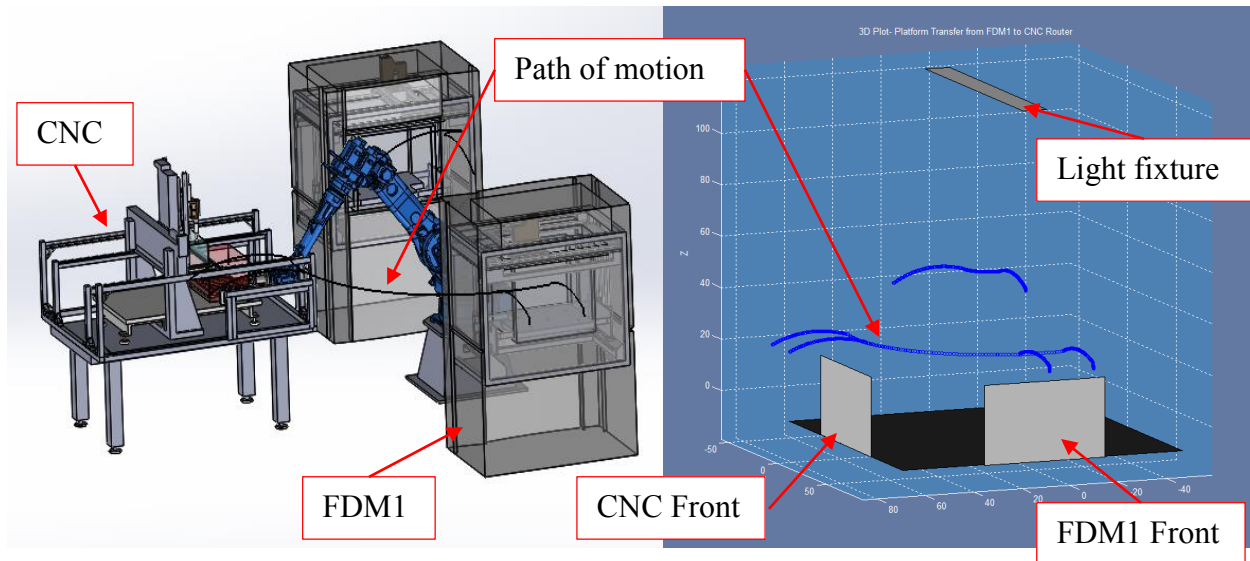 3D Plot- Platform Transfer from FDM1 to CNC Router
Path of motion
CNC
Light fixture
FDM1
CNC Front
FDM1 Front
Z
100
80
60
40
20
0
-50
0
50
80
60
40
20
0
-20
-40